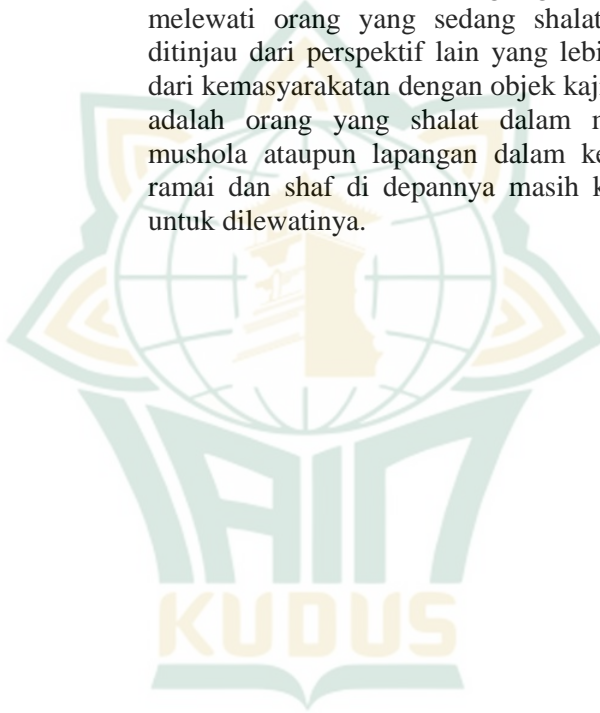 melewati orang yang sedang shalat
ditinjau dari perspektif lain yang lebi
dari kemasyarakatan dengan objek kaj
adalah orang yang shalat dalam m
mushola ataupun lapangan dalam ke
ramai dan shaf di depannya masih k
untuk dilewatinya.
IAIN
KUDUS